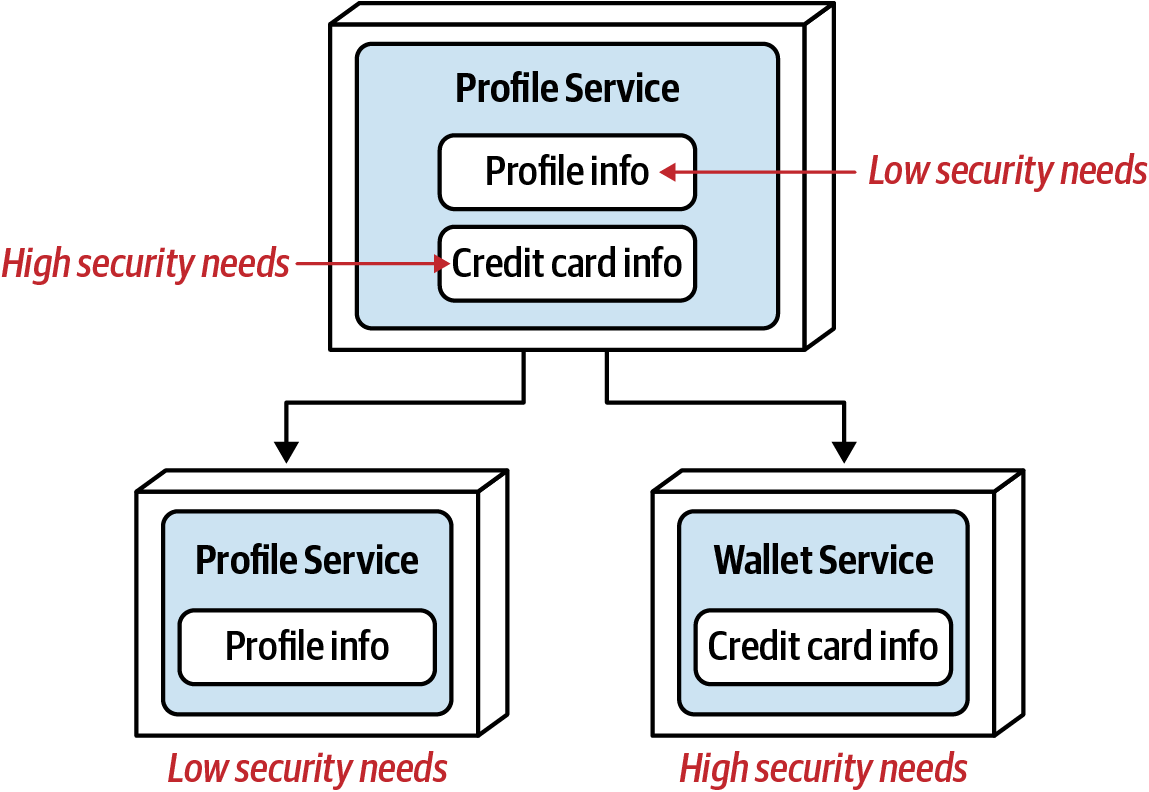 Profile Service
Profile info
Low security needs
High security needs
Credit card info
Profile Service
Profile info
Low security needs
Wallet Service
Credit card info
High security needs